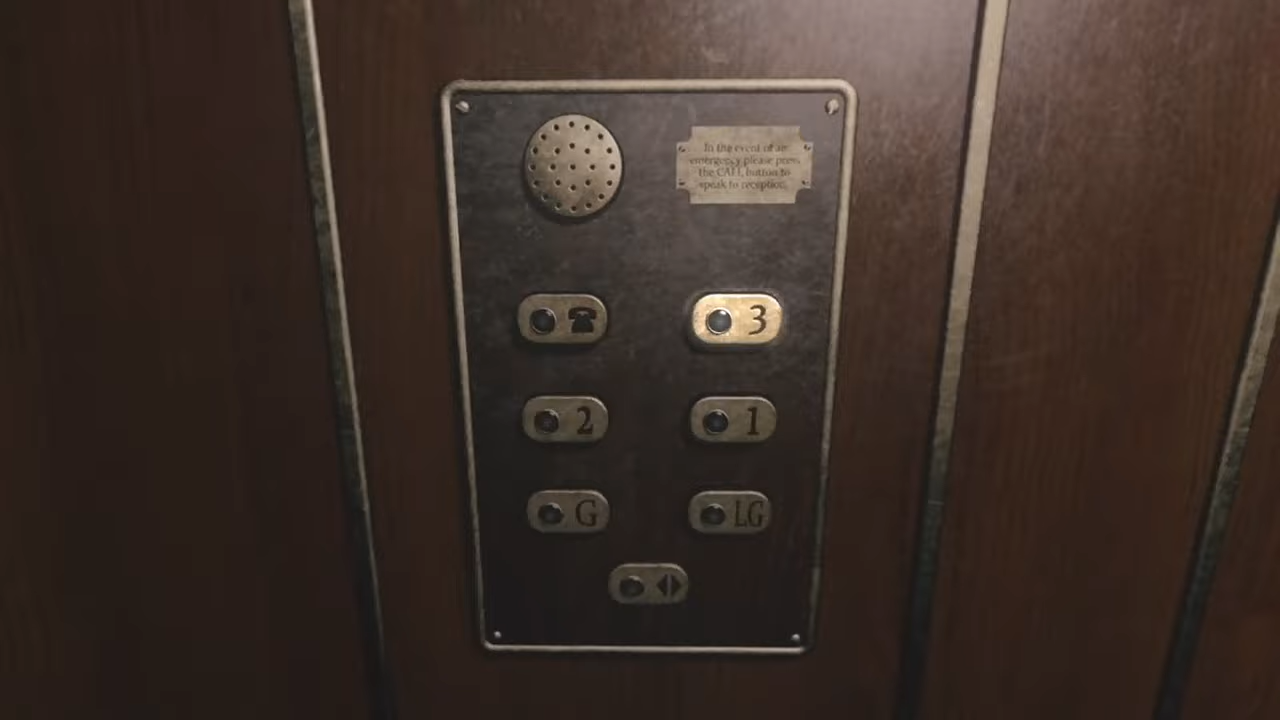 In the event of an
emergency please press
the CALL button to
speak to reception.
3
2 1
G LG